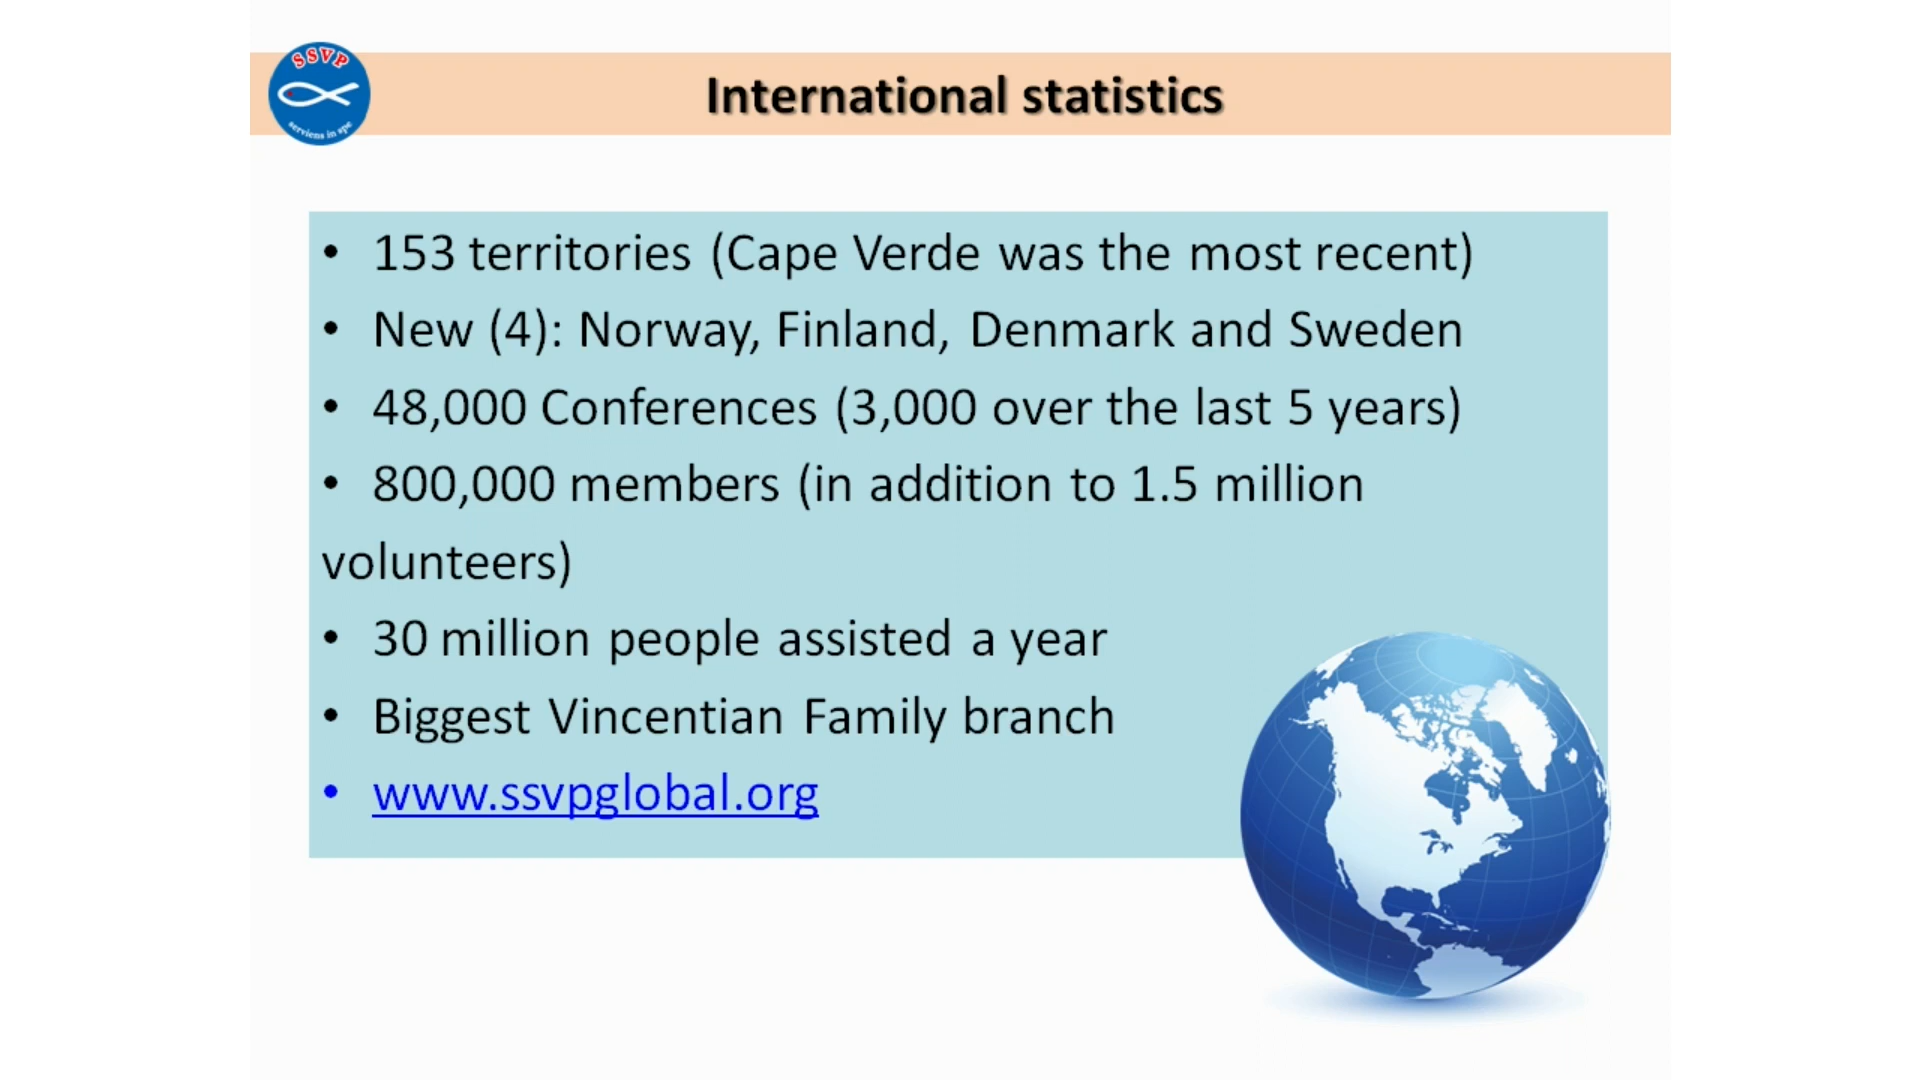 SSVP
serviens in spe
International statistics
• 153 territories (Cape Verde was the most recent)
• New (4): Norway, Finland, Denmark and Sweden
• 48,000 Conferences (3,000 over the last 5 years)
• 800,000 members (in addition to 1.5 million
volunteers)
• 30 million people assisted a year
• Biggest Vincentian Family branch
• www.ssvpglobal.org